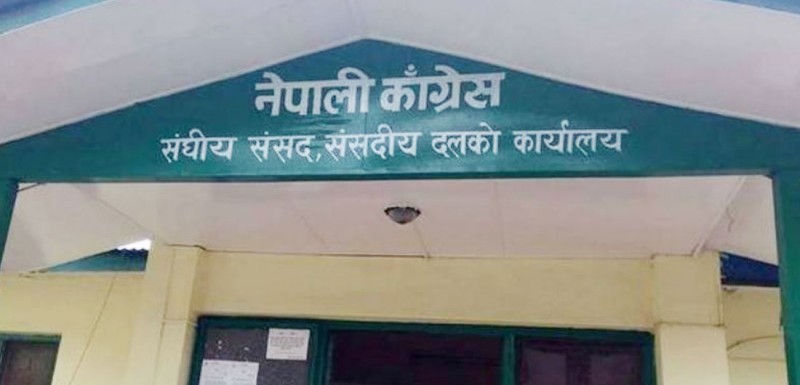 नेपाली काँग्रेस
संघीय संसद, संसदीय दलको कार्यालय